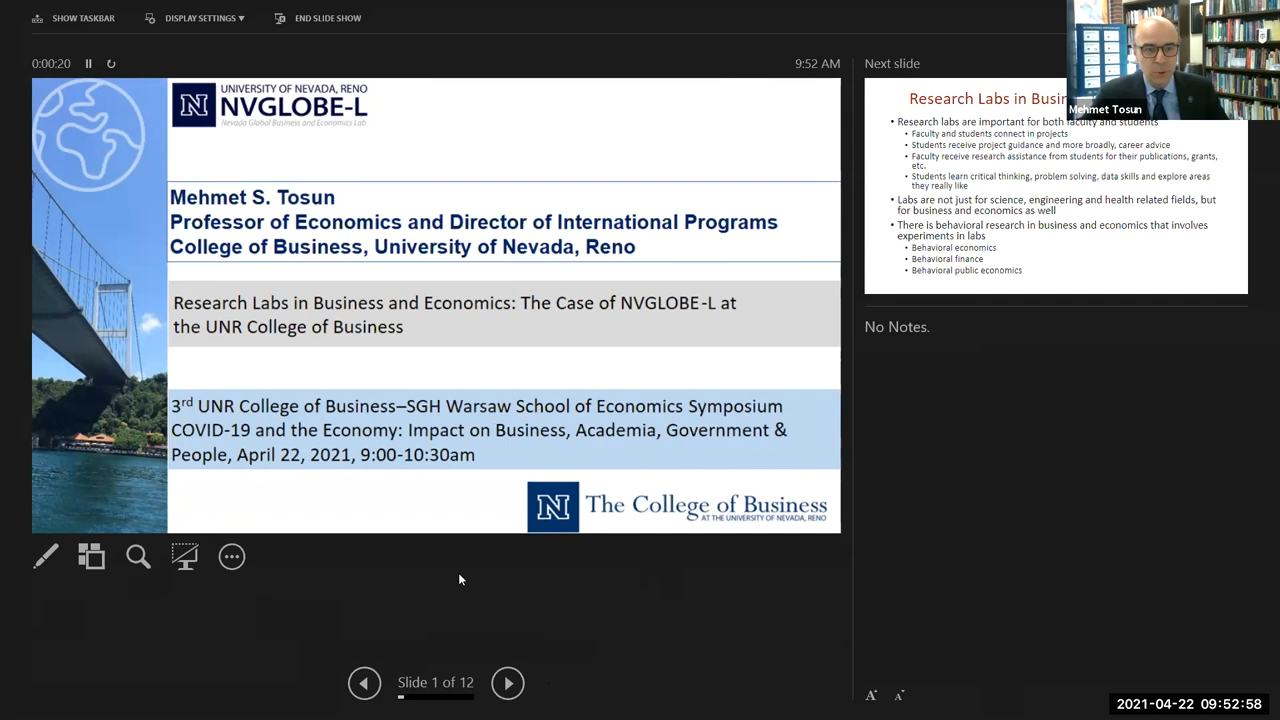 SHOW TASKBAR
DISPLAY SETTINGS ▼
END SLIDE SHOW
0:00:20
9:52 AM
Next slide
UNIVERSITY OF NEVADA, RENO
N
NVGLOBE-L
Nevada Global Business and Economics Lab
Mehmet S. Tosun
Professor of Economics and Director of International Programs
College of Business, University of Nevada, Reno
Research Labs in Business and Economics: The Case of NVGLOBE-L at
the UNR College of Business
3rd UNR College of Business–SGH Warsaw School of Economics Symposium
COVID-19 and the Economy: Impact on Business, Academia, Government &
People, April 22, 2021, 9:00-10:30am
N
The College of Business
AT THE UNIVERSITY OF NEVADA, RENO
Mehmet Tosun
Research Labs in
• Research labs are important for both faculty and students
• Faculty and students connect in projects
• Students receive project guidance and more broadly, career advice
• Faculty receive research assistance from students for their publications, grants,
etc.
• Students learn critical thinking, problem solving, data skills and explore areas
they really like
• Labs are not just for science, engineering and health related fields, but
for business and economics as well
• There is behavioral research in business and economics that involves
experiments in labs
• Behavioral economics
• Behavioral finance
• Behavioral public economics
No Notes.
Slide 1 of 12
A A
2021-04-22 09:52:58